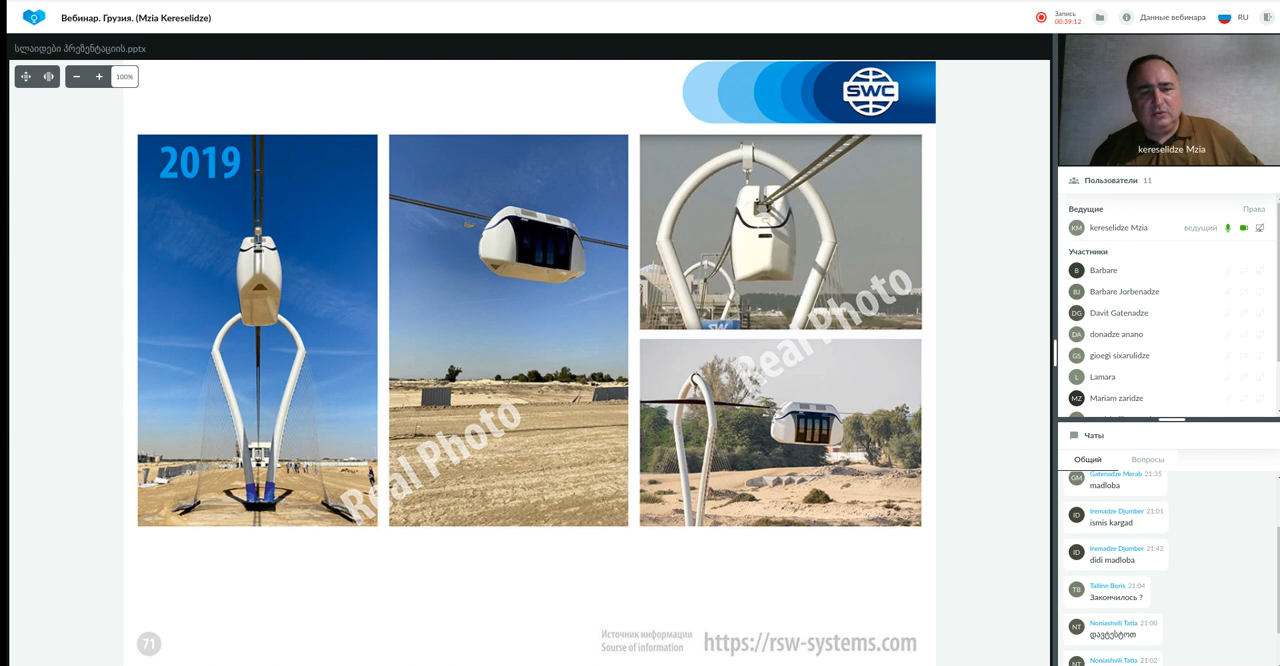 Вебинар. Грузия. (Mzia Kereselidze)
Запись
00:39:12
Данные вебинара
RU
სლაიდები პრეზენტაციის.pptx
100%
SWC
2019
Real Photo
Real Photo
SW
71
Источник информации
Sourse of information
https://rsw-systems.com
kereselidze Mzia
Пользователи 11
Ведущие
Права
KM
kereselidze Mzia
ведущий
Участники
B
Barbare
BJ
Barbare Jorbenadze
DG
Davit Gatenadze
DA
donadze anano
GS
gioegi sixarulidze
L
Lamara
MZ
Mariam zaridze
Чаты
Общий
Вопросы
GM
Gatenadze Merab 21:35
madloba
ID
Iremadze Djumber 21:01
ismis kargad
ID
Iremadze Djumber 21:42
didi madloba
TB
Tallinn Boris 21:04
Закончилось ?
NT
Noniashvili Tatia 21:00
დავტესტოთ
NT
Noniashvili Tatia 21:02